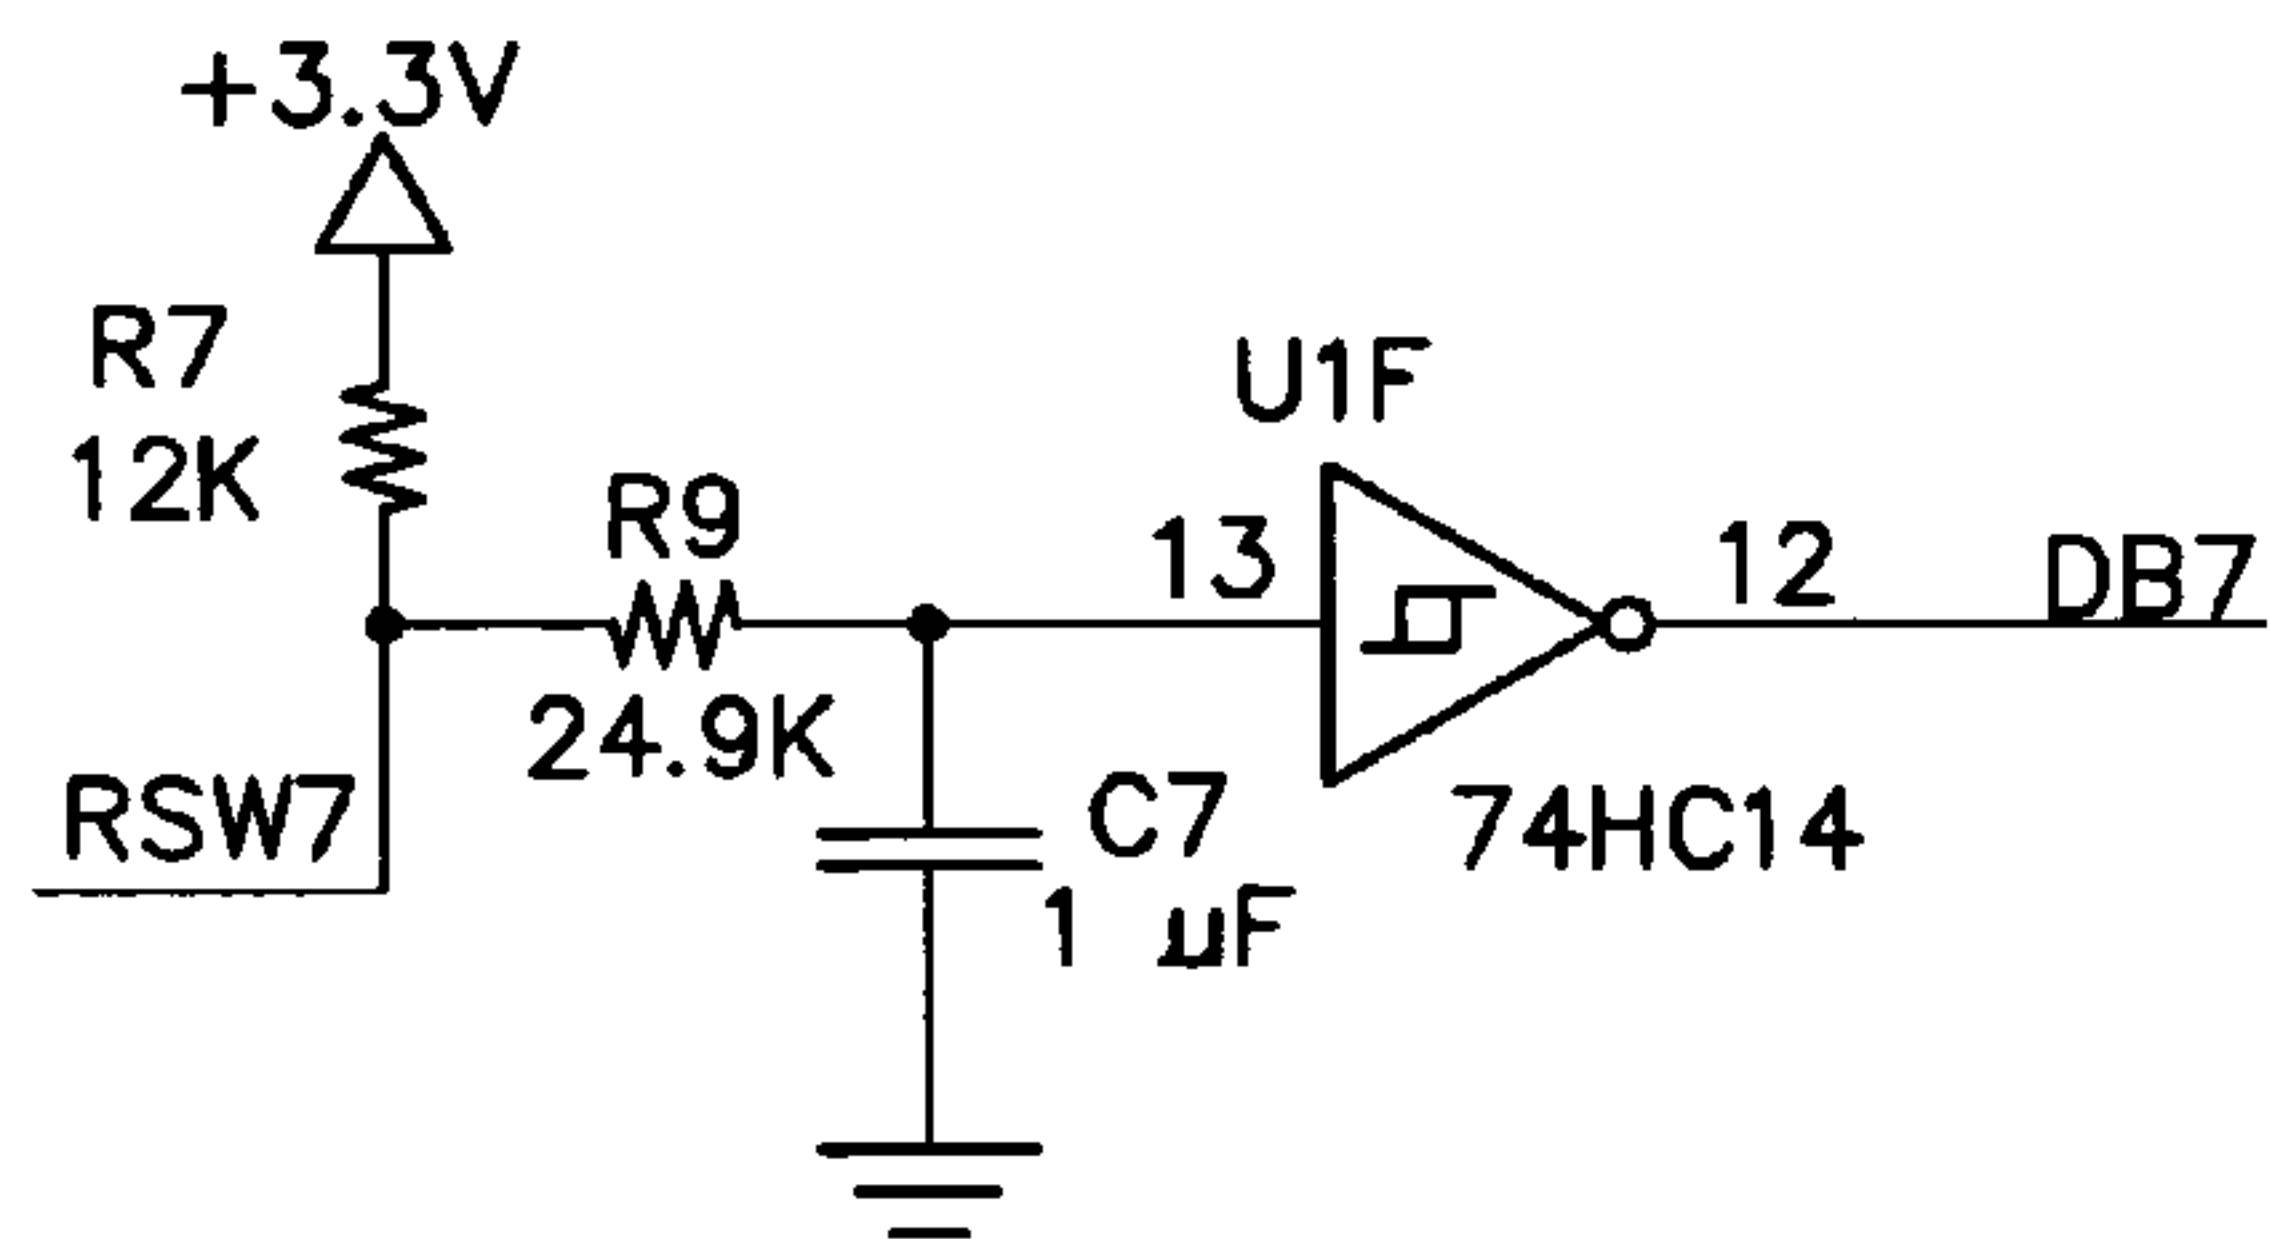 +3.3V
R7
12K
R9
24.9K
RSW7
C7
1 µF
U1F
13
12
74HC14
DB7